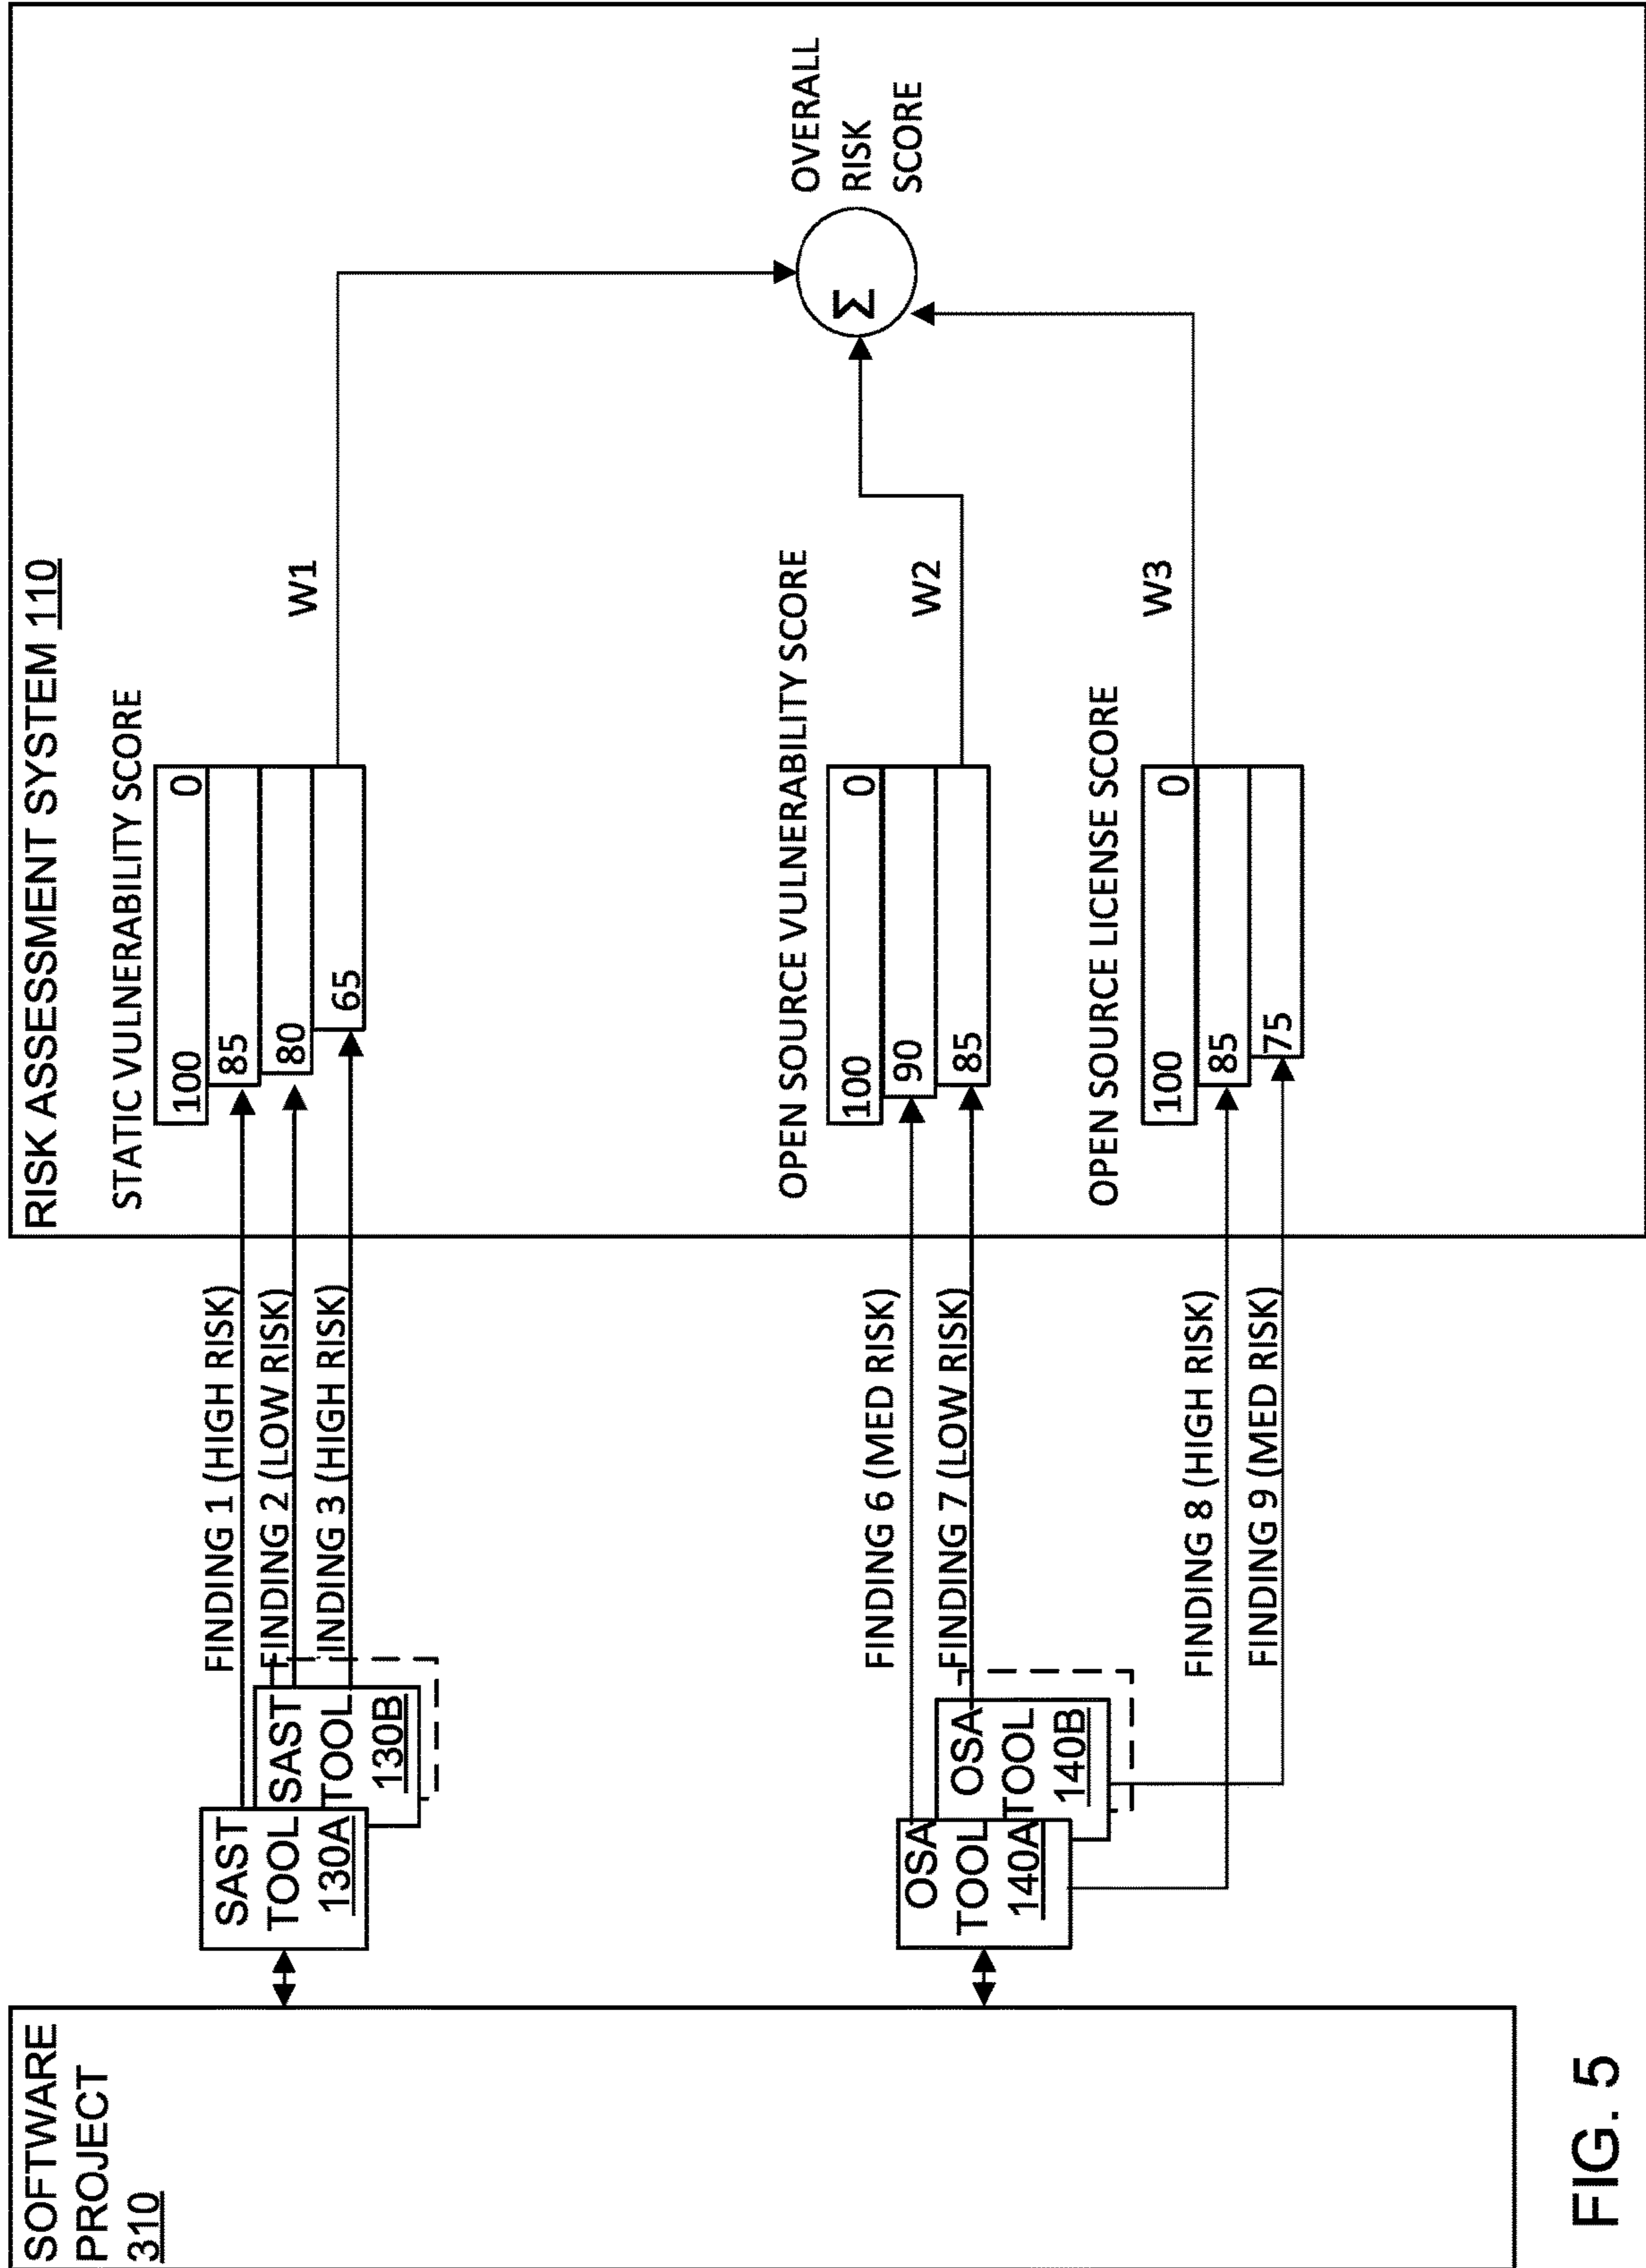 SOFTWARE
PROJECT
310
SAST
TOOL
130A
SAST
TOOL
130B
FINDING 1 (HIGH RISK)
FINDING 2 (LOW RISK)
INDING 3 (HIGH RISK)
OSA
TOOL
140A
OSA
TOOL
140B
FINDING 6 (MED RISK)
FINDING 7 (LOW RISK)
FINDING 8 (HIGH RISK)
FINDING 9 (MED RISK)
RISK ASSESSMENT SYSTEM 110
STATIC VULNERABILITY SCORE
100 0
85
80
65
W1
OPEN SOURCE VULNERABILITY SCORE
100 0
90
85
W2
OPEN SOURCE LICENSE SCORE
100 0
85
75
W3
Σ
OVERALL
RISK
SCORE
FIG. 5